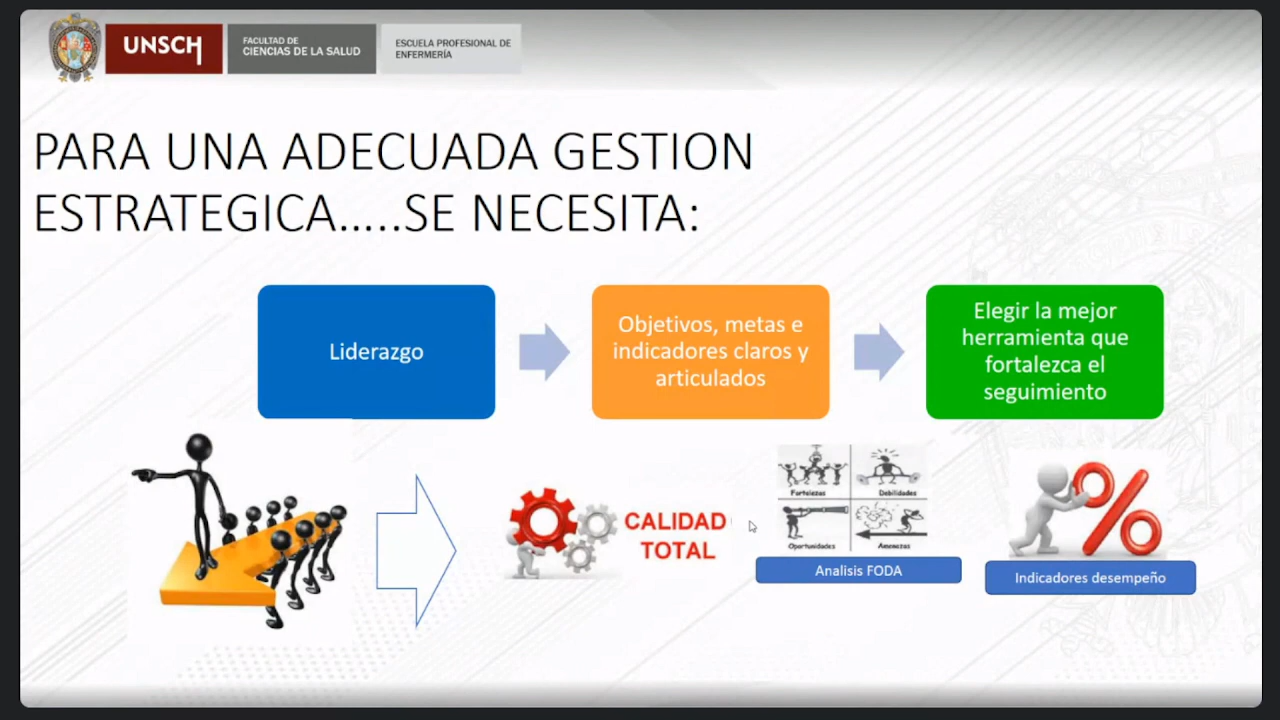 UNSCH
FACULTAD DE
CIENCIAS DE LA SALUD
ESCUELA PROFESIONAL DE
ENFERMERÍA
PARA UNA ADECUADA GESTION
ESTRATEGICA.....SE NECESITA:
Liderazgo
Objetivos, metas e
indicadores claros y
articulados
Elegir la mejor
herramienta que
fortalezca el
seguimiento
CALIDAD
TOTAL
Fortalezas
Debilidades
Oportunidades
Amenazas
Analisis FODA
%
Indicadores desempeño